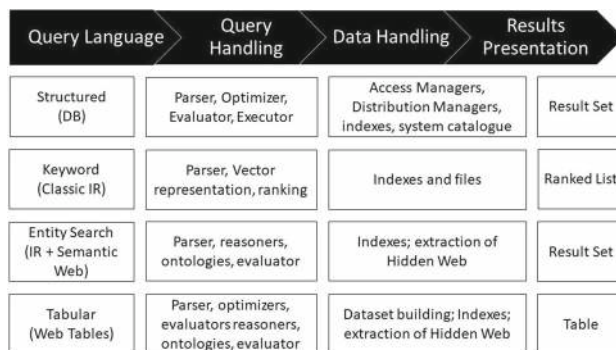 Query Language
Query
Handling
Data Handling
Results
Presentation
Structured
(DB)
Parser, Optimizer,
Evaluator, Executor
Access Managers,
Distribution Managers,
indexes, system catalogue
Result Set
Keyword
(Classic IR)
Parser, Vector
representation, ranking
Indexes and files
Ranked List
Entity Search
(IR + Semantic
Web)
Parser, reasoners,
ontologies, evaluator
Indexes; extraction of
Hidden Web
Result Set
Tabular
(Web Tables)
Parser, optimizers,
evaluators reasoners,
ontologies, evaluator
Dataset building; Indexes;
extraction of Hidden Web
Table